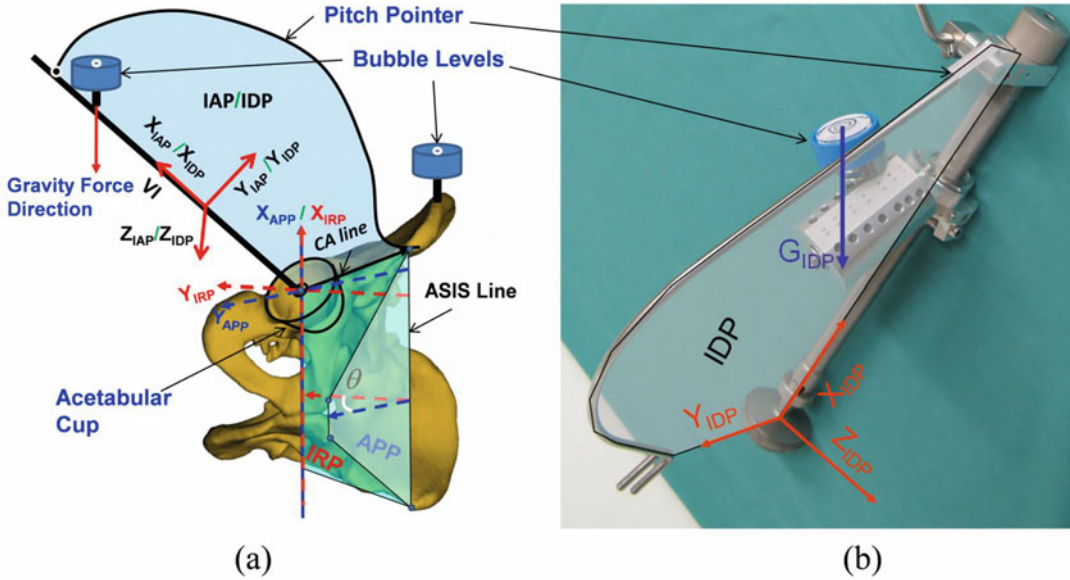 Pitch Pointer
Bubble Levels
IAP/IDP
X_IAP/X_IDP
Y_IAP/Y_IDP
VI
Gravity Force
Direction
Z_IAP/Z_IDP
X_APP / X_IRP
CA line
Y_IRP
Y_APP
ASIS Line
Acetabular
Cup
θ
APP
IRP
G_IDP
IDP
Y_IDP
X_IDP
Z_IDP
(a)
(b)